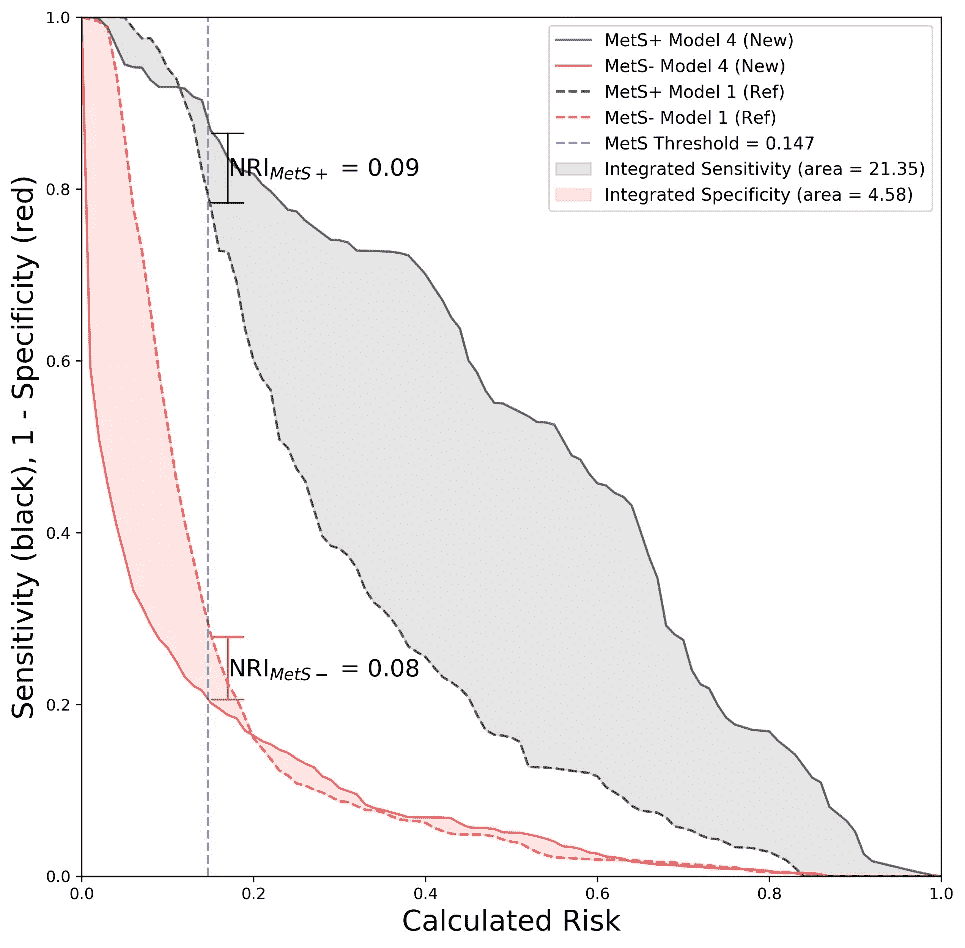 MetS+ Model 4 (New)
MetS- Model 4 (New)
MetS+ Model 1 (Ref)
MetS- Model 1 (Ref)
MetS Threshold = 0.147
Integrated Sensitivity (area = 21.35)
Integrated Specificity (area = 4.58)
NRI_MetS+ = 0.09
NRI_MetS− = 0.08
Sensitivity (black), 1 - Specificity (red)
1.0
0.8
0.6
0.4
0.2
0.0
0.0 0.2 0.4 0.6 0.8 1.0
Calculated Risk